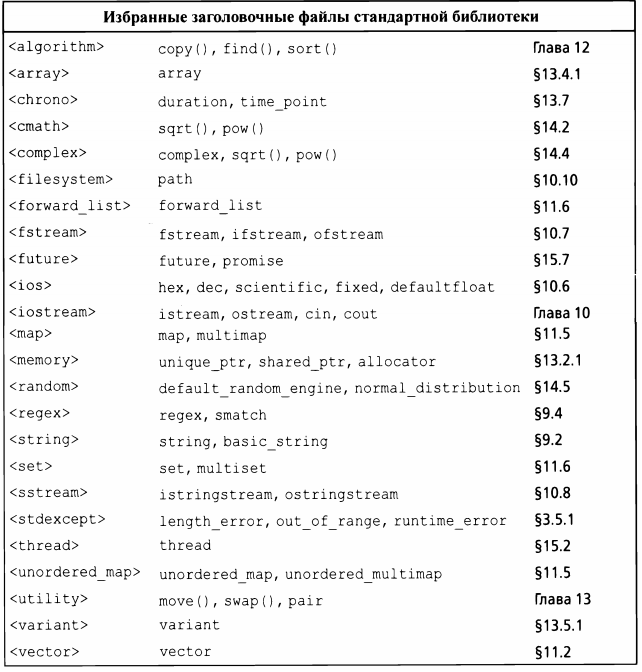 Избранные заголовочные файлы стандартной библиотеки
<algorithm> copy(), find(), sort() Глава 12
<array> array §13.4.1
<chrono> duration, time_point §13.7
<cmath> sqrt(), pow() §14.2
<complex> complex, sqrt(), pow() §14.4
<filesystem> path §10.10
<forward_list> forward_list §11.6
<fstream> fstream, ifstream, ofstream §10.7
<future> future, promise §15.7
<ios> hex, dec, scientific, fixed, defaultfloat §10.6
<iostream> istream, ostream, cin, cout Глава 10
<map> map, multimap §11.5
<memory> unique_ptr, shared_ptr, allocator §13.2.1
<random> default_random_engine, normal_distribution §14.5
<regex> regex, smatch §9.4
<string> string, basic_string §9.2
<set> set, multiset §11.6
<sstream> istringstream, ostringstream §10.8
<stdexcept> length_error, out_of_range, runtime_error §3.5.1
<thread> thread §15.2
<unordered_map> unordered_map, unordered_multimap §11.5
<utility> move(), swap(), pair Глава 13
<variant> variant §13.5.1
<vector> vector §11.2